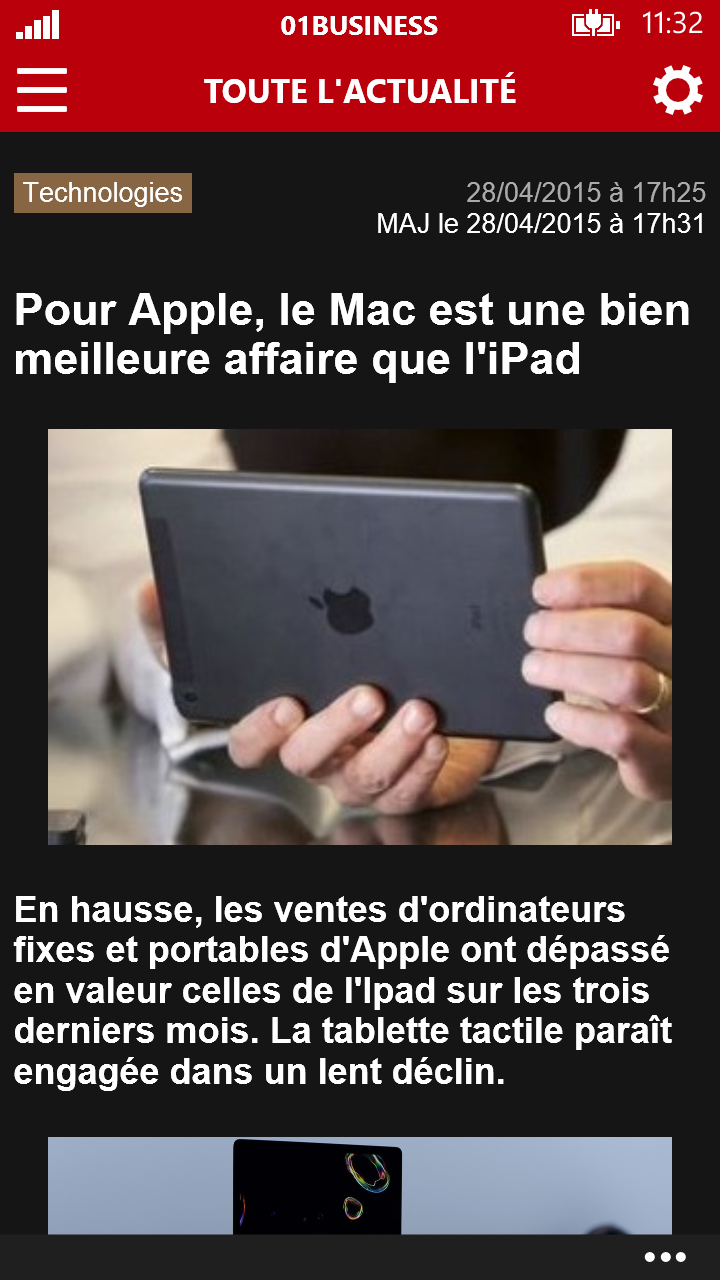 01BUSINESS
11:32
TOUTE L'ACTUALITÉ
Technologies
28/04/2015 à 17h25
MAJ le 28/04/2015 à 17h31
Pour Apple, le Mac est une bien
meilleure affaire que l'iPad
En hausse, les ventes d'ordinateurs
fixes et portables d'Apple ont dépassé
en valeur celles de l'Ipad sur les trois
derniers mois. La tablette tactile paraît
engagée dans un lent déclin.